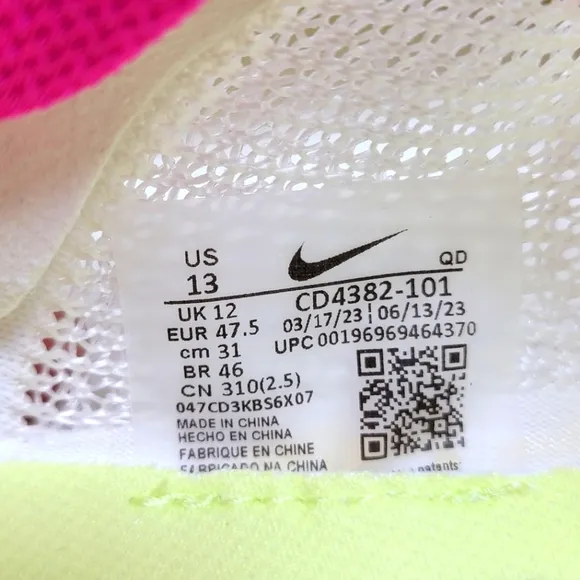 US
13
QD
UK 12
CD4382-101
EUR 47.5
03/17/23 | 06/13/23
cm 31
UPC 00196969464370
BR 46
CN 310(2.5)
047CD3KBS6X07
MADE IN CHINA
HECHO EN CHINA
FABRIQUE EN CHINE
FABRICADO NA CHINA
patents